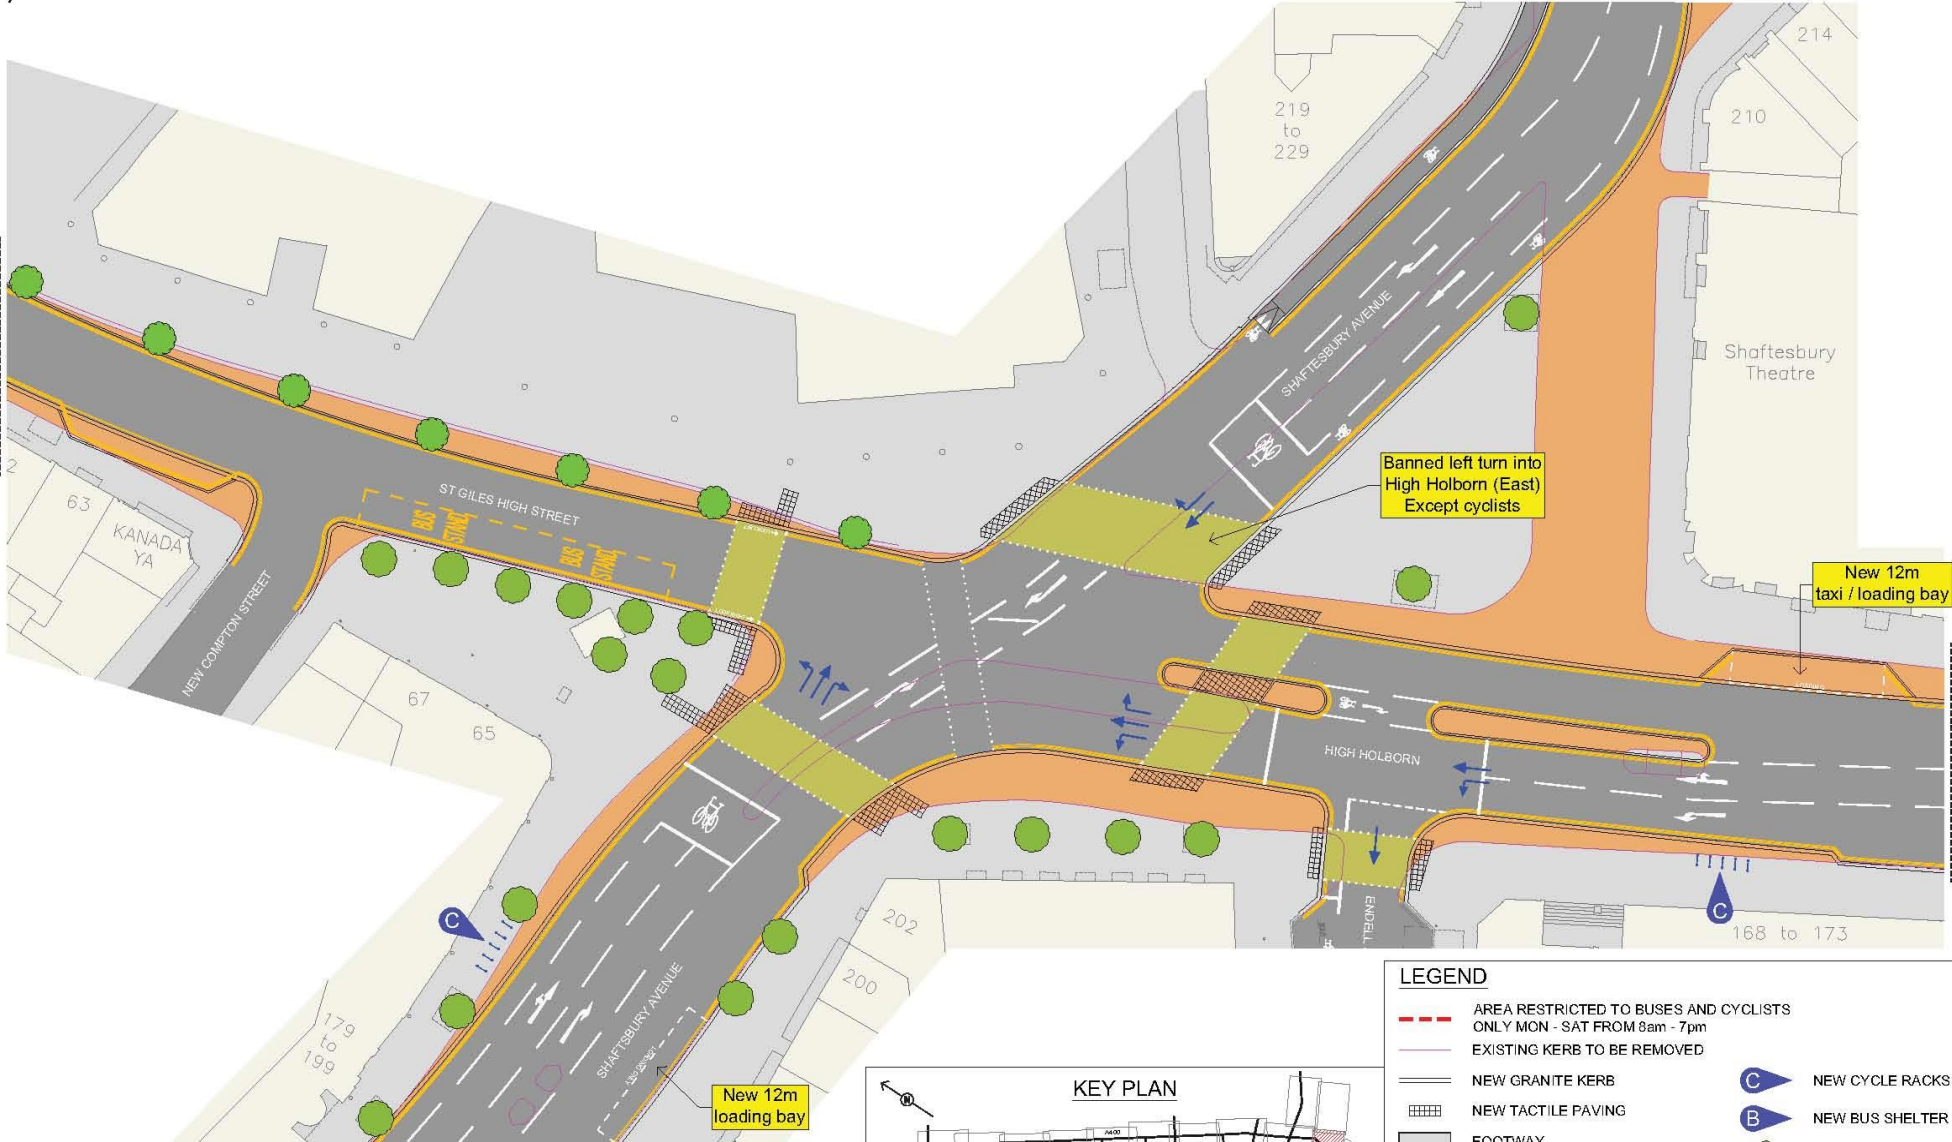 214
219
to
229
210
SHAFTESBURY AVENUE
Shaftesbury
Theatre
Banned left turn into
High Holborn (East)
Except cyclists
ST GILES HIGH STREET
BUS
STAND
BUS
STAND
2
63
KANADA
YA
NEW COMPTON STREET
New 12m
taxi / loading bay
LOADING
67
65
HIGH HOLBORN
ENDELL
C
C
168 to 173
202
200
179
to
199
SHAFTSBURY AVENUE
New 12m
loading bay
KEY PLAN
N
A400
LEGEND
AREA RESTRICTED TO BUSES AND CYCLISTS
ONLY MON - SAT FROM 8am - 7pm
EXISTING KERB TO BE REMOVED
NEW GRANITE KERB
C NEW CYCLE RACKS
NEW TACTILE PAVING
B NEW BUS SHELTER
FOOTWAY